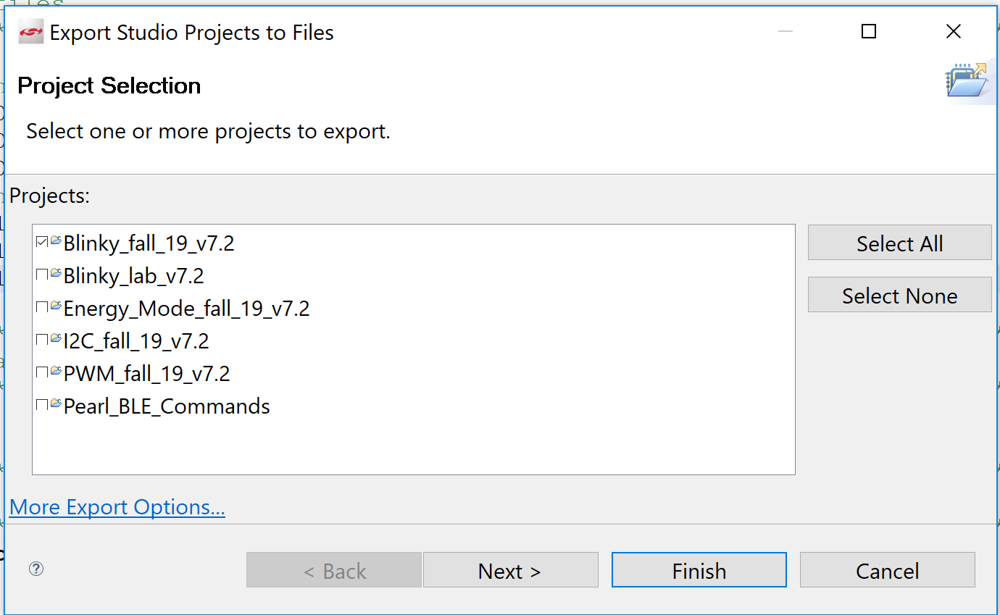 Export Studio Projects to Files
Project Selection
Select one or more projects to export.
Projects:
Blinky_fall_19_v7.2
Blinky_lab_v7.2
Energy_Mode_fall_19_v7.2
I2C_fall_19_v7.2
PWM_fall_19_v7.2
Pearl_BLE_Commands
Select All
Select None
More Export Options...
< Back
Next >
Finish
Cancel